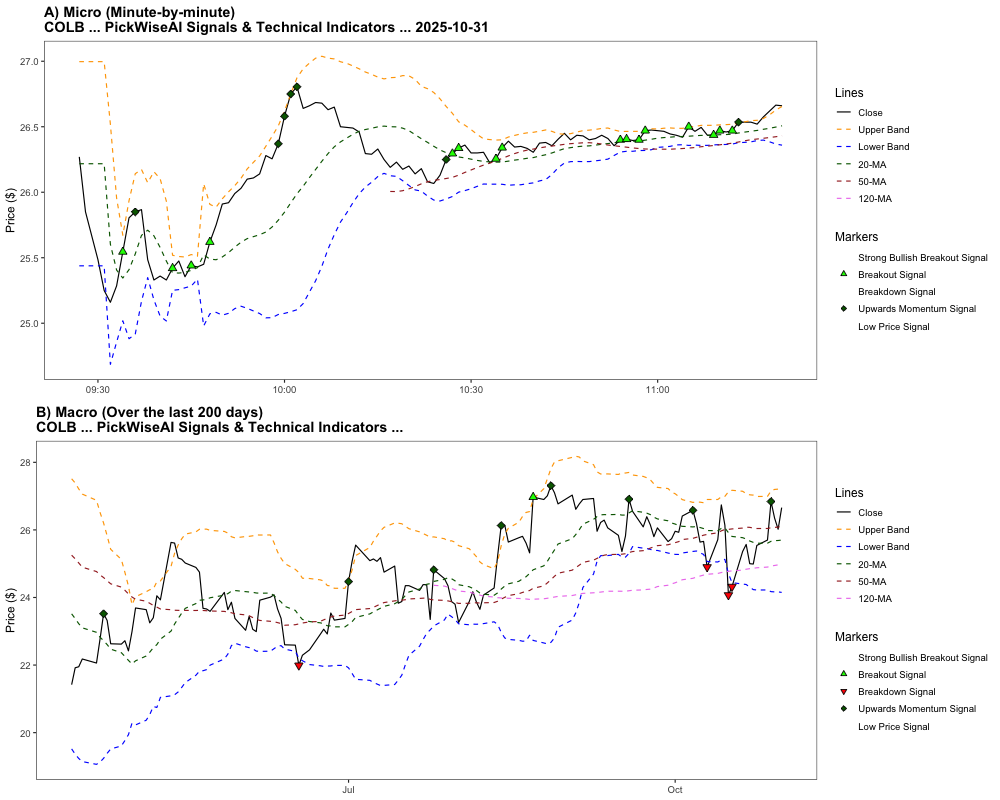 A) Micro (Minute-by-minute)
COLB ... PickWiseAI Signals & Technical Indicators ... 2025-10-31
27.0
26.5
26.0
25.5
25.0
Price ($)
09:30
10:00
10:30
11:00
Lines
Close
Upper Band
Lower Band
20-MA
50-MA
120-MA
Markers
Strong Bullish Breakout Signal
Breakout Signal
Breakdown Signal
Upwards Momentum Signal
Low Price Signal
B) Macro (Over the last 200 days)
COLB ... PickWiseAI Signals & Technical Indicators ...
28
26
24
22
20
Price ($)
Jul
Oct
Lines
Close
Upper Band
Lower Band
20-MA
50-MA
120-MA
Markers
Strong Bullish Breakout Signal
Breakout Signal
Breakdown Signal
Upwards Momentum Signal
Low Price Signal